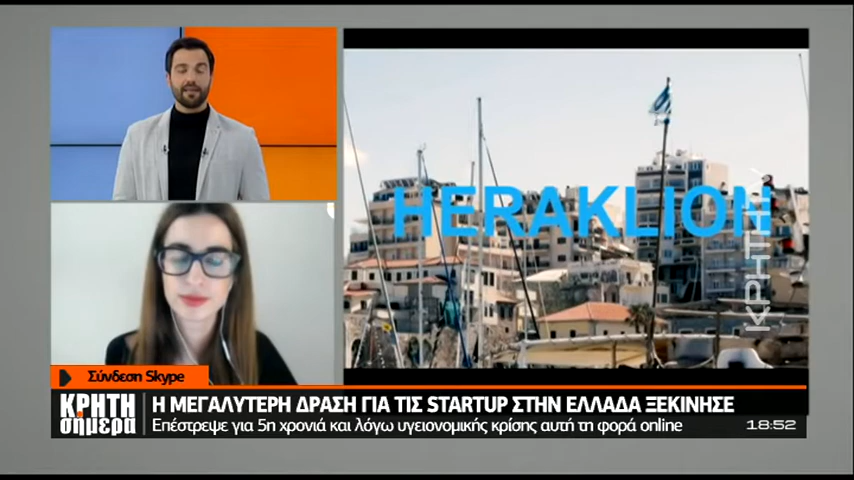 HERAKLION
ΚΡΗΤΗ TV
Σύνδεση Skype
ΚΡΗΤΗ
σήμερα
Η ΜΕΓΑΛΥΤΕΡΗ ΔΡΑΣΗ ΓΙΑ ΤΙΣ STARTUP ΣΤΗΝ ΕΛΛΑΔΑ ΞΕΚΙΝΗΣΕ
Επέστρεψε για 5η χρονιά και λόγω υγειονομικής κρίσης αυτή τη φορά online
18:52